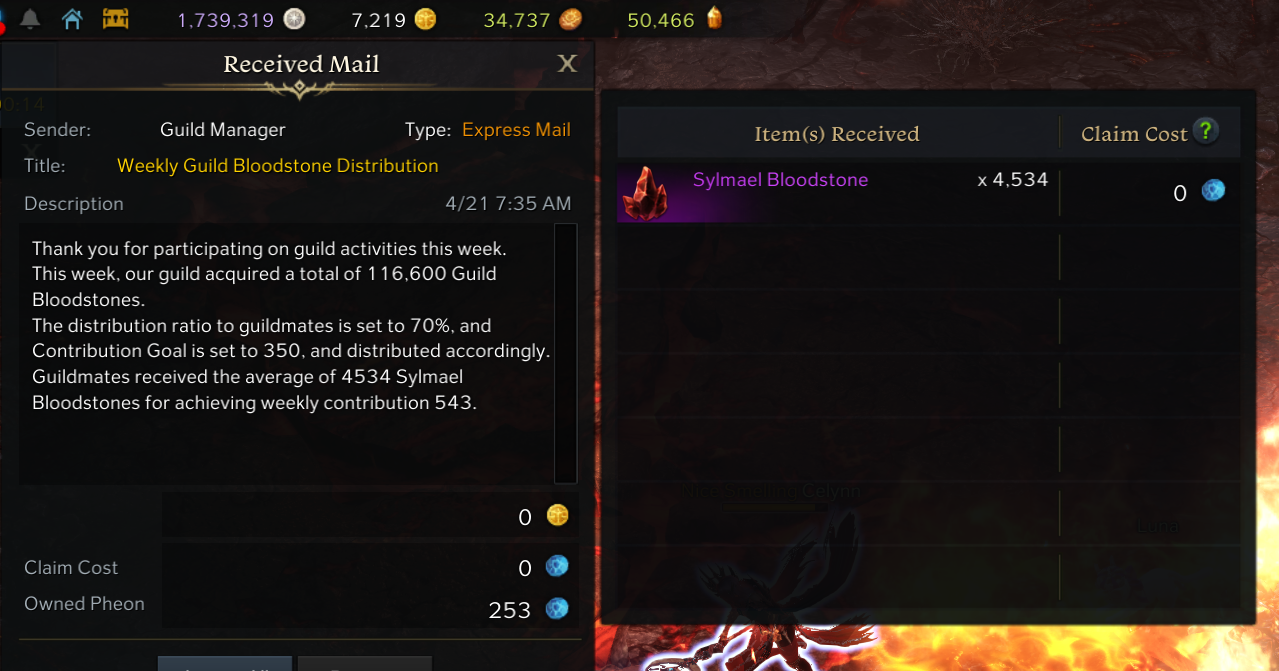 1,739,319 7,219 34,737 50,466
Received Mail X
Sender: Guild Manager Type: Express Mail
Title: Weekly Guild Bloodstone Distribution
Description 4/21 7:35 AM
Thank you for participating on guild activities this week.
This week, our guild acquired a total of 116,600 Guild
Bloodstones.
The distribution ratio to guildmates is set to 70%, and
Contribution Goal is set to 350, and distributed accordingly.
Guildmates received the average of 4534 Sylmael
Bloodstones for achieving weekly contribution 543.
0
Claim Cost 0
Owned Pheon 253
Item(s) Received Claim Cost ?
Sylmael Bloodstone x 4,534 0